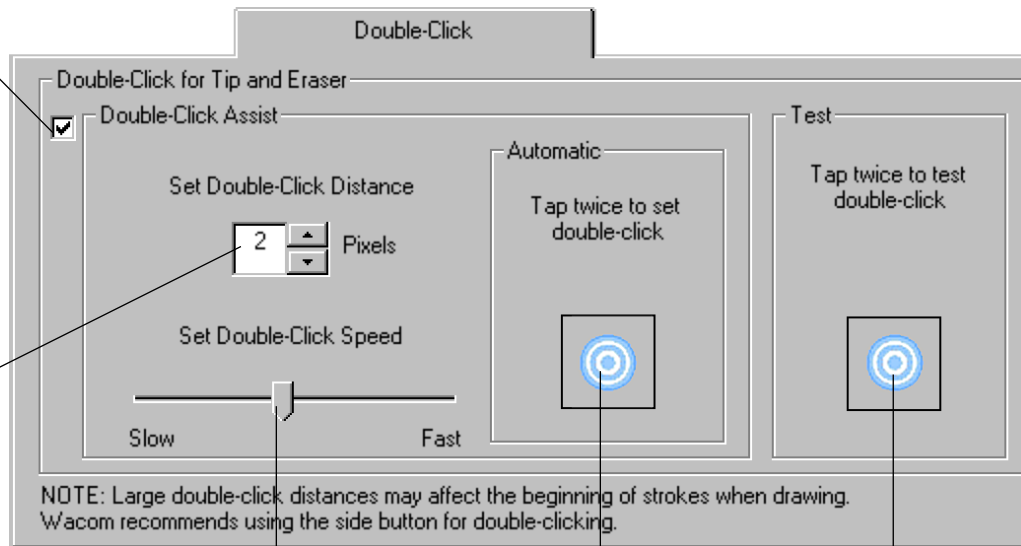 Double-Click
Double-Click for Tip and Eraser
Double-Click Assist
Set Double-Click Distance
2
Pixels
Set Double-Click Speed
Slow
Fast
Automatic
Tap twice to set
double-click
Test
Tap twice to test
double-click
NOTE: Large double-click distances may affect the beginning of strokes when drawing.
Wacom recommends using the side button for double-clicking.